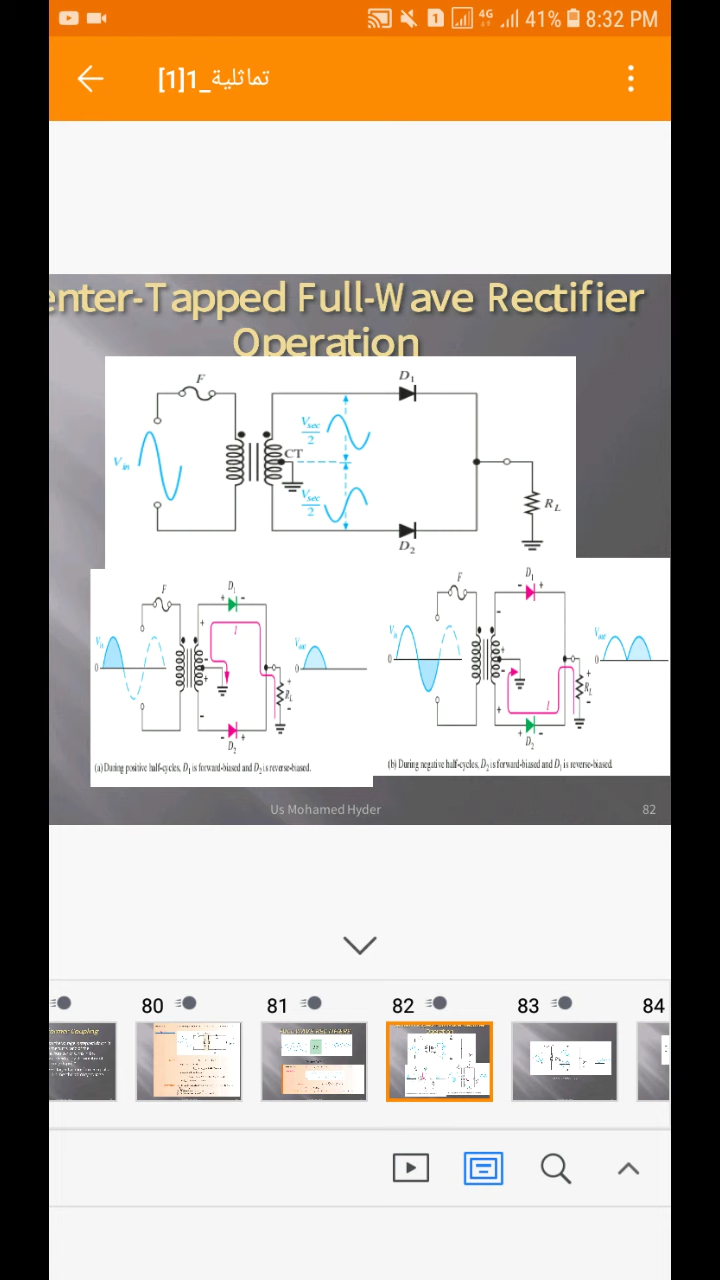 1 4G 41% 8:32 PM
تماثلية_1[1]
enter-Tapped Full-Wave Rectifier
Operation
F
D1
Vin
Vsec
2
CT
Vsec
2
RL
D2
F
D1
+ -
Vin
0
+
I
-
+
-
Vout
0
+
RL
-
- +
D2
(a) During positive half-cycles, D1 is forward-biased and D2 is reverse-biased.
F
D1
- +
Vin
0
-
+
-
+
I
Vout
0
+
RL
-
+ -
D2
(b) During negative half-cycles, D2 is forward-biased and D1 is reverse-biased.
Us Mohamed Hyder
82
80
81
82
83
84
FULL WAVE RECTIFIERS